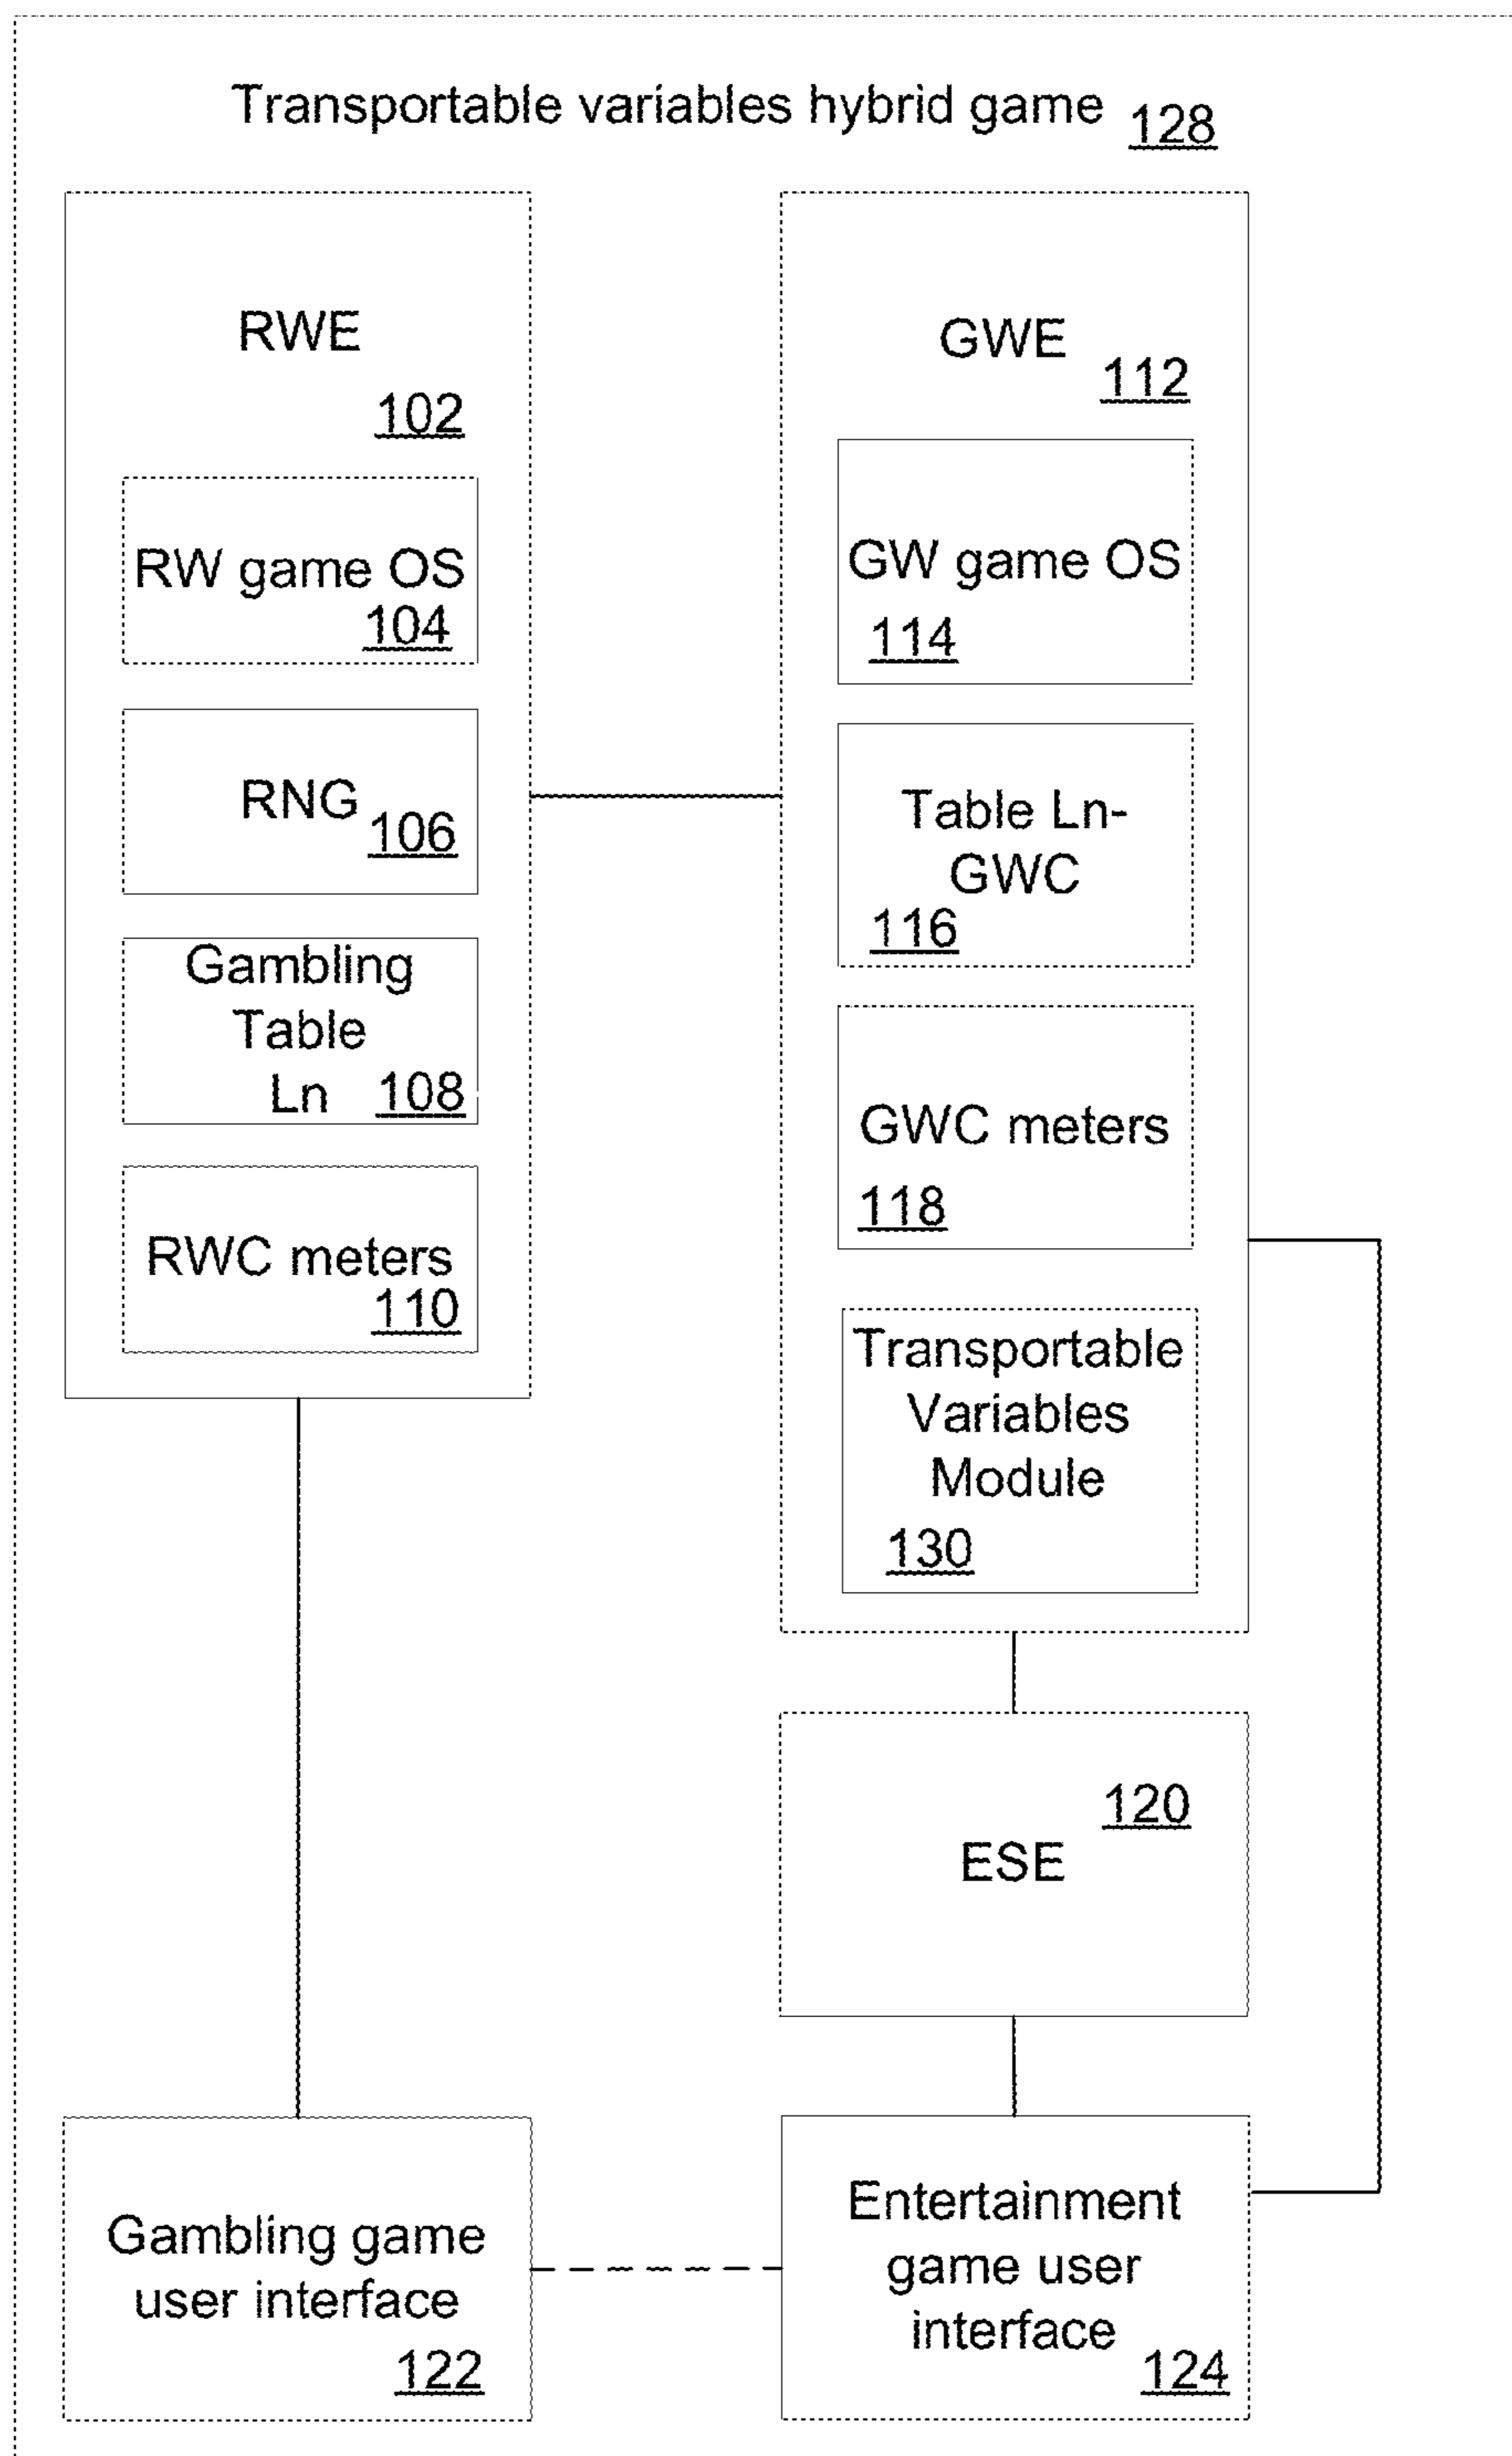 Transportable variables hybrid game 128
RWE
102
RW game OS
104
RNG
106
Gambling
Table
Ln 108
RWC meters
110
GWE
112
GW game OS
114
Table Ln-
GWC
116
GWC meters
118
Transportable
Variables
Module
130
120
ESE
Gambling game
user interface
122
Entertainment
game user
interface
124